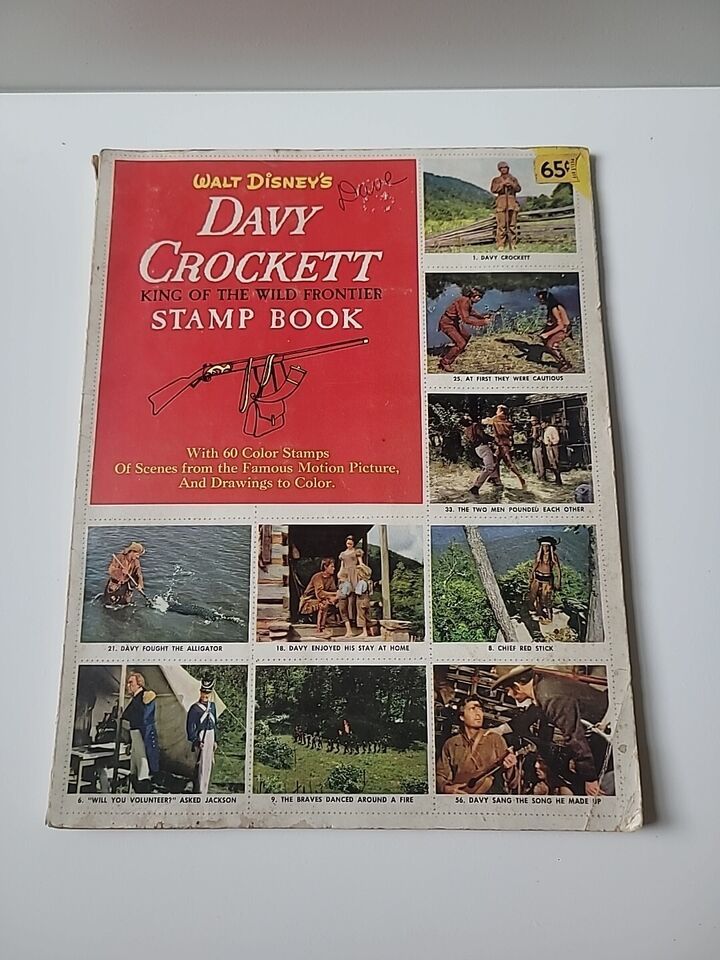 WALT DISNEY'S
Dave
DAVY
CROCKETT
KING OF THE WILD FRONTIER
STAMP BOOK
With 60 Color Stamps
Of Scenes from the Famous Motion Picture,
And Drawings to Color.
65¢
1. DAVY CROCKETT
25. AT FIRST THEY WERE CAUTIOUS
33. THE TWO MEN POUNDED EACH OTHER
21. DAVY FOUGHT THE ALLIGATOR
18. DAVY ENJOYED HIS STAY AT HOME
8. CHIEF RED STICK
6. "WILL YOU VOLUNTEER?" ASKED JACKSON
9. THE BRAVES DANCED AROUND A FIRE
56. DAVY SANG THE SONG HE MADE UP